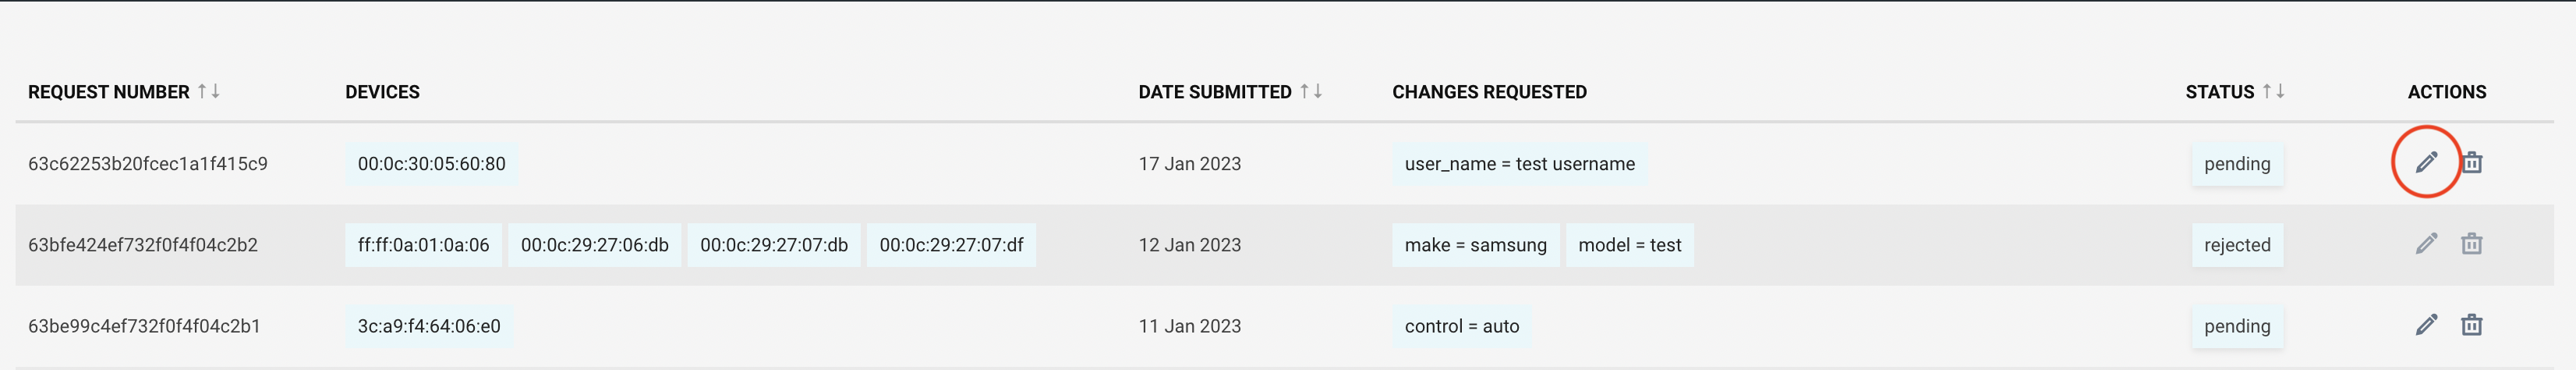 REQUEST NUMBER ↑↓ DEVICES DATE SUBMITTED ↑↓ CHANGES REQUESTED STATUS ↑↓ ACTIONS
63c62253b20fcec1a1f415c9 00:0c:30:05:60:80 17 Jan 2023 user_name = test username pending
63bfe424ef732f0f4f04c2b2 ff:ff:0a:01:0a:06 00:0c:29:27:06:db 00:0c:29:27:07:db 00:0c:29:27:07:df 12 Jan 2023 make = samsung model = test rejected
63be99c4ef732f0f4f04c2b1 3c:a9:f4:64:06:e0 11 Jan 2023 control = auto pending